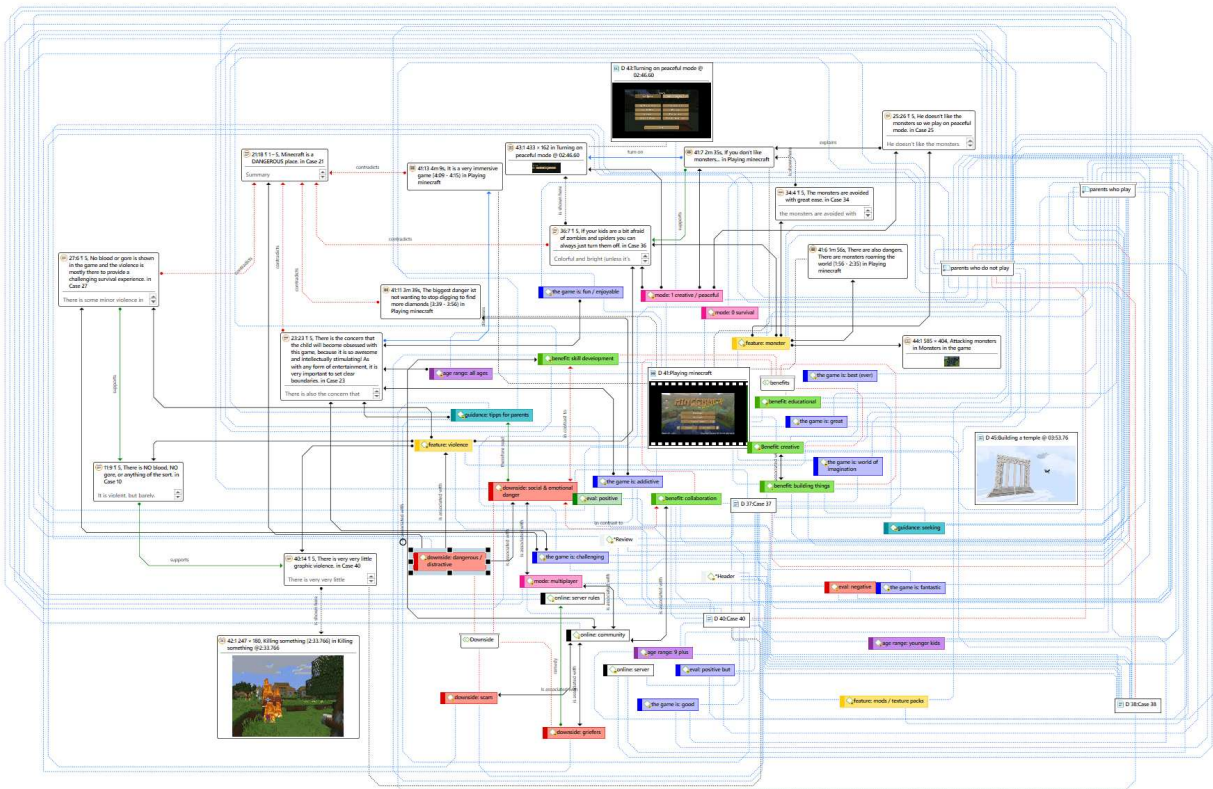 D 43:Turning on peaceful mode @
02:46.60
25:26 ¶ 5, He doesn't like the
monsters so we play on peaceful
mode. in Case 25
He doesn't like the monsters
21:18 ¶ 1 – 5, Minecraft is a
DANGEROUS place. in Case 21
Summary
contradicts
41:13 4m 9s, It is a very immersive
game (4:09 - 4:15) in Playing
minecraft
43:1 433 × 162 in Turning on
peaceful mode @ 02:46.60
turn on
41:7 2m 35s, If you don't like
monsters... in Playing minecraft
explains
34:4 ¶ 5, The monsters are avoided
with great ease. in Case 34
the monsters are avoided with
parents who play
is shown here
supports
36:7 ¶ 5, If your kids are a bit afraid
of zombies and spiders you can
always just turn them off. in Case 36
Colorful and bright (unless it's
contradicts
contradicts
contradicts
41:6 1m 56s, There are also dangers.
There are monsters roaming the
world (1:56 - 2:35) in Playing
minecraft
parents who do not play
27:6 ¶ 5, No blood or gore is shown
in the game and the violence is
mostly there to provide a
challenging survival experience. in
Case 27
There is some minor violence in
41:11 3m 39s, The biggest danger ist
not wanting to stop digging to find
more diamonds (3:39 - 3:56) in
Playing minecraft
the game is: fun / enjoyable
mode: 1 creative / peaceful
mode: 0 survival
23:23 ¶ 5, There is the concern that
the child will become obsessed with
this game, because it is so awesome
and intellectually stimulating! As
with any form of entertainment, it is
very important to set clear
boundaries. in Case 23
There is also the concern that
feature: monster
44:1 585 × 404, Attacking monsters
in Monsters in the game
benefit skill development
age range: all ages
D 41:Playing minecraft
benefits
the game is: best (ever)
supports
benefit: educational
guidance: tipps for parents
in contrast to
the game is: great
feature: violence
Benefit: creative
D 45:Building a temple @ 03:53.76
11:9 ¶ 5, There is NO blood, NO
gore, or anything of the sort. in
Case 10
It is violent, but barely.
the game is: world of
imagination
downside: social & emotional
danger
the game is: addictive
benefit: building things
eval: positive
benefit: collaboration
D 37:Case 37
in contrast to
guidance: seeking
*Review
supports
40:14 ¶ 5, There is very very little
graphic violence. in Case 40
There is very very little
downside: dangerous /
distractive
the game is: challenging
mode: multiplayer
*Header
eval: negative
the game is: fantastic
online: server rules
is shown here
D 40:Case 40
42:1 247 × 180, Killing something (2:33.766) in Killing
something @2:33.766
Downside
online: community
age range: younger kids
age range: 9 plus
online: server
eval: positive but
is associated with
downside: scam
the game is: good
feature: mods / texture packs
D 38:Case 38
downside: griefers